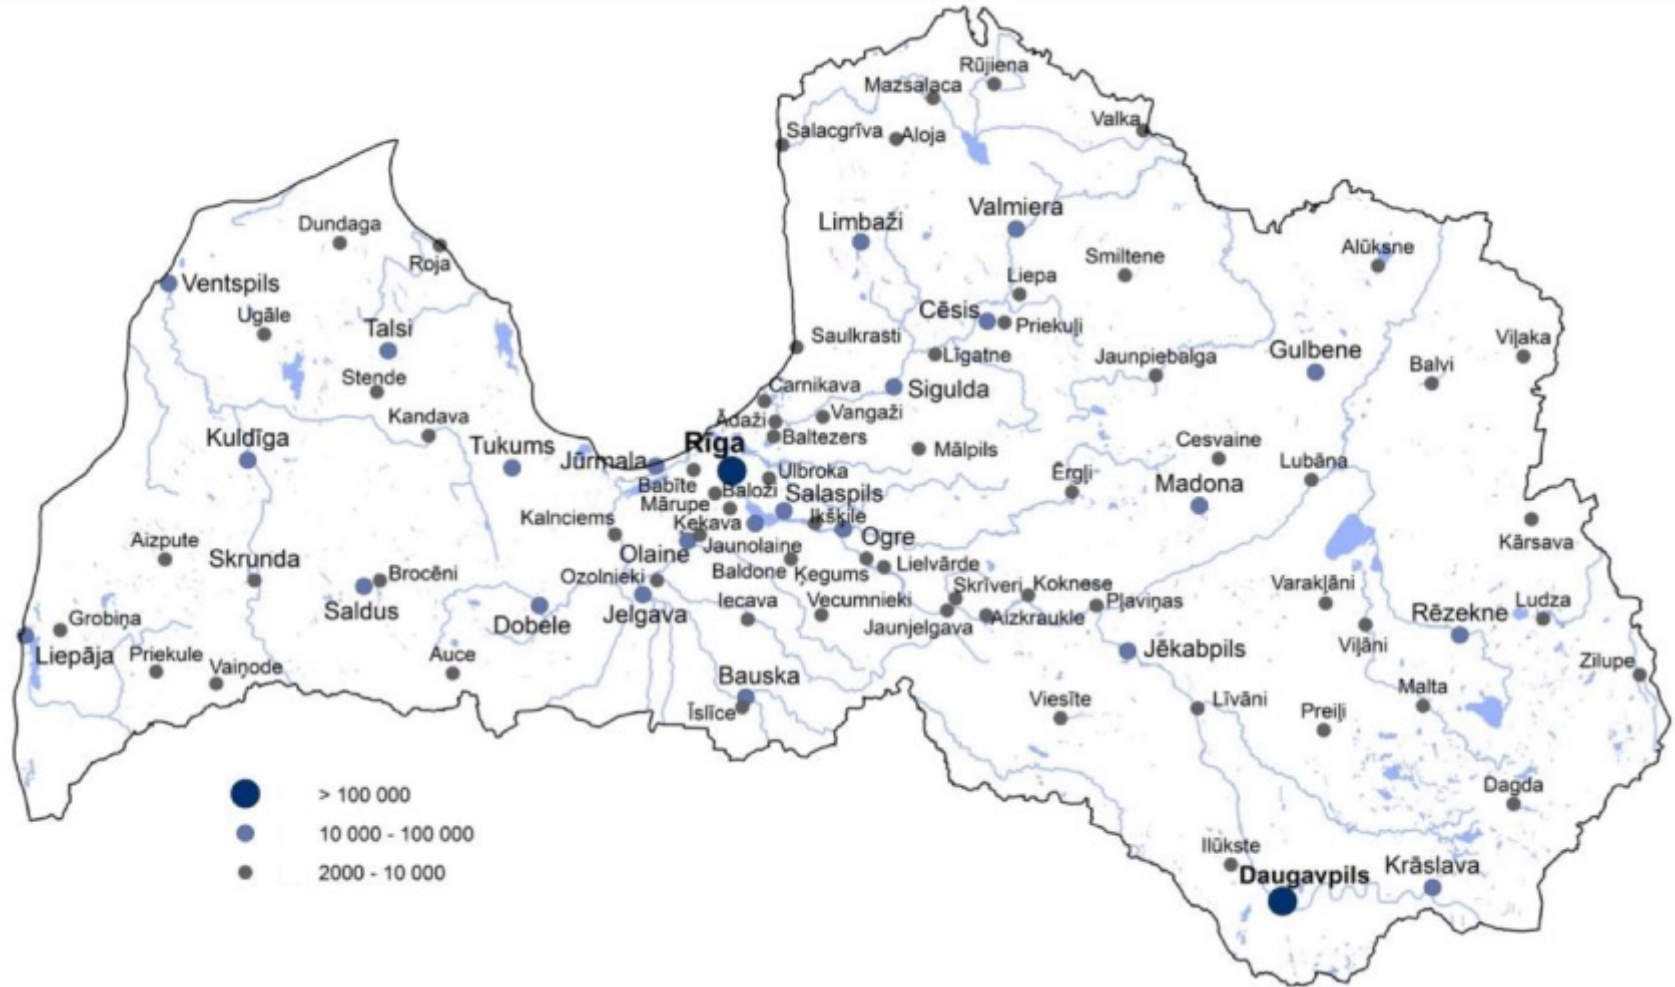 Rūjiena
Mazsalaca
Valka
Salacgrīva
Aloja
Valmiera
Limbaži
Dundaga
Alūksne
Smiltene
Roja
Liepa
Ventspils
Ugāle
Cēsis
Priekuļi
Talsi
Saulkrasti
Viļaka
Gulbene
Līgatne
Jaunpiebalga
Balvi
Stende
Carnikava
Sigulda
Kandava
Ādaži
Vangaži
Kuldīga
Rīga
Baltezers
Cesvaine
Tukums
Mālpils
Jūrmala
Lubāna
Ulbroka
Ērgļi
Babīte
Baloži
Salaspils
Madona
Mārupe
Kalnciems
Ķekava
Ikšķile
Ogre
Aizpute
Kārsava
Skrunda
Olaine
Jaunolaine
Lielvārde
Brocēni
Ozolnieki
Baldone
Ķegums
Skrīveri
Koknese
Varakļāni
Saldus
Iecava
Vecumnieki
Pļaviņas
Ludza
Grobiņa
Dobele
Jelgava
Jaunjelgava
Aizkraukle
Rēzekne
Liepāja
Priekule
Vaiņode
Auce
Jēkabpils
Viļāni
Zilupe
Bauska
Malta
Īslīce
Viesīte
Līvāni
Preiļi
Dagda
> 100 000
10 000 - 100 000
2000 - 10 000
Ilūkste
Daugavpils
Krāslava